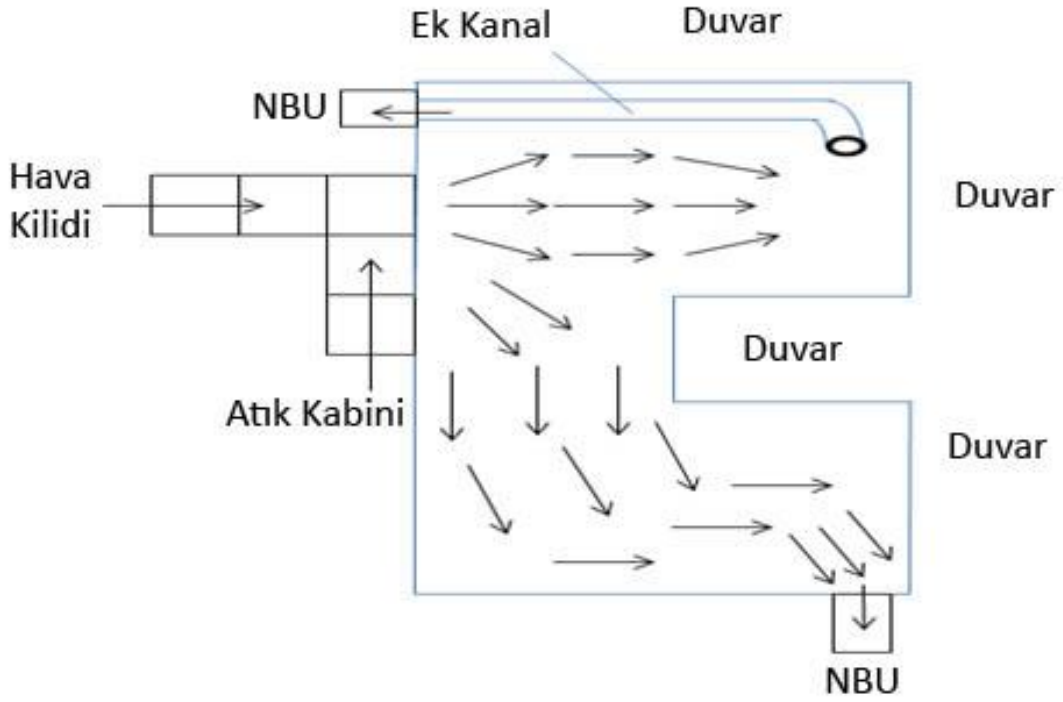 Ek Kanal
Duvar
NBU
Hava
Kilidi
Duvar
Duvar
Atık Kabini
Duvar
NBU